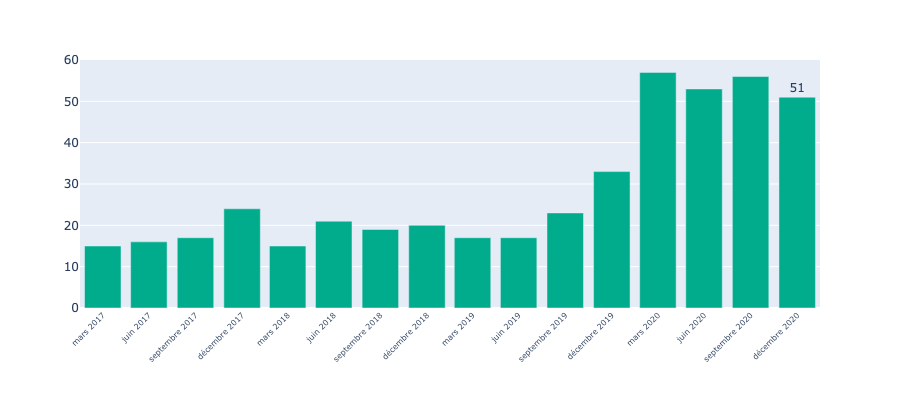 60
50
40
30
20
10
0
51
mars 2017
juin 2017
septembre 2017
décembre 2017
mars 2018
juin 2018
septembre 2018
décembre 2018
mars 2019
juin 2019
septembre 2019
décembre 2019
mars 2020
juin 2020
septembre 2020
décembre 2020